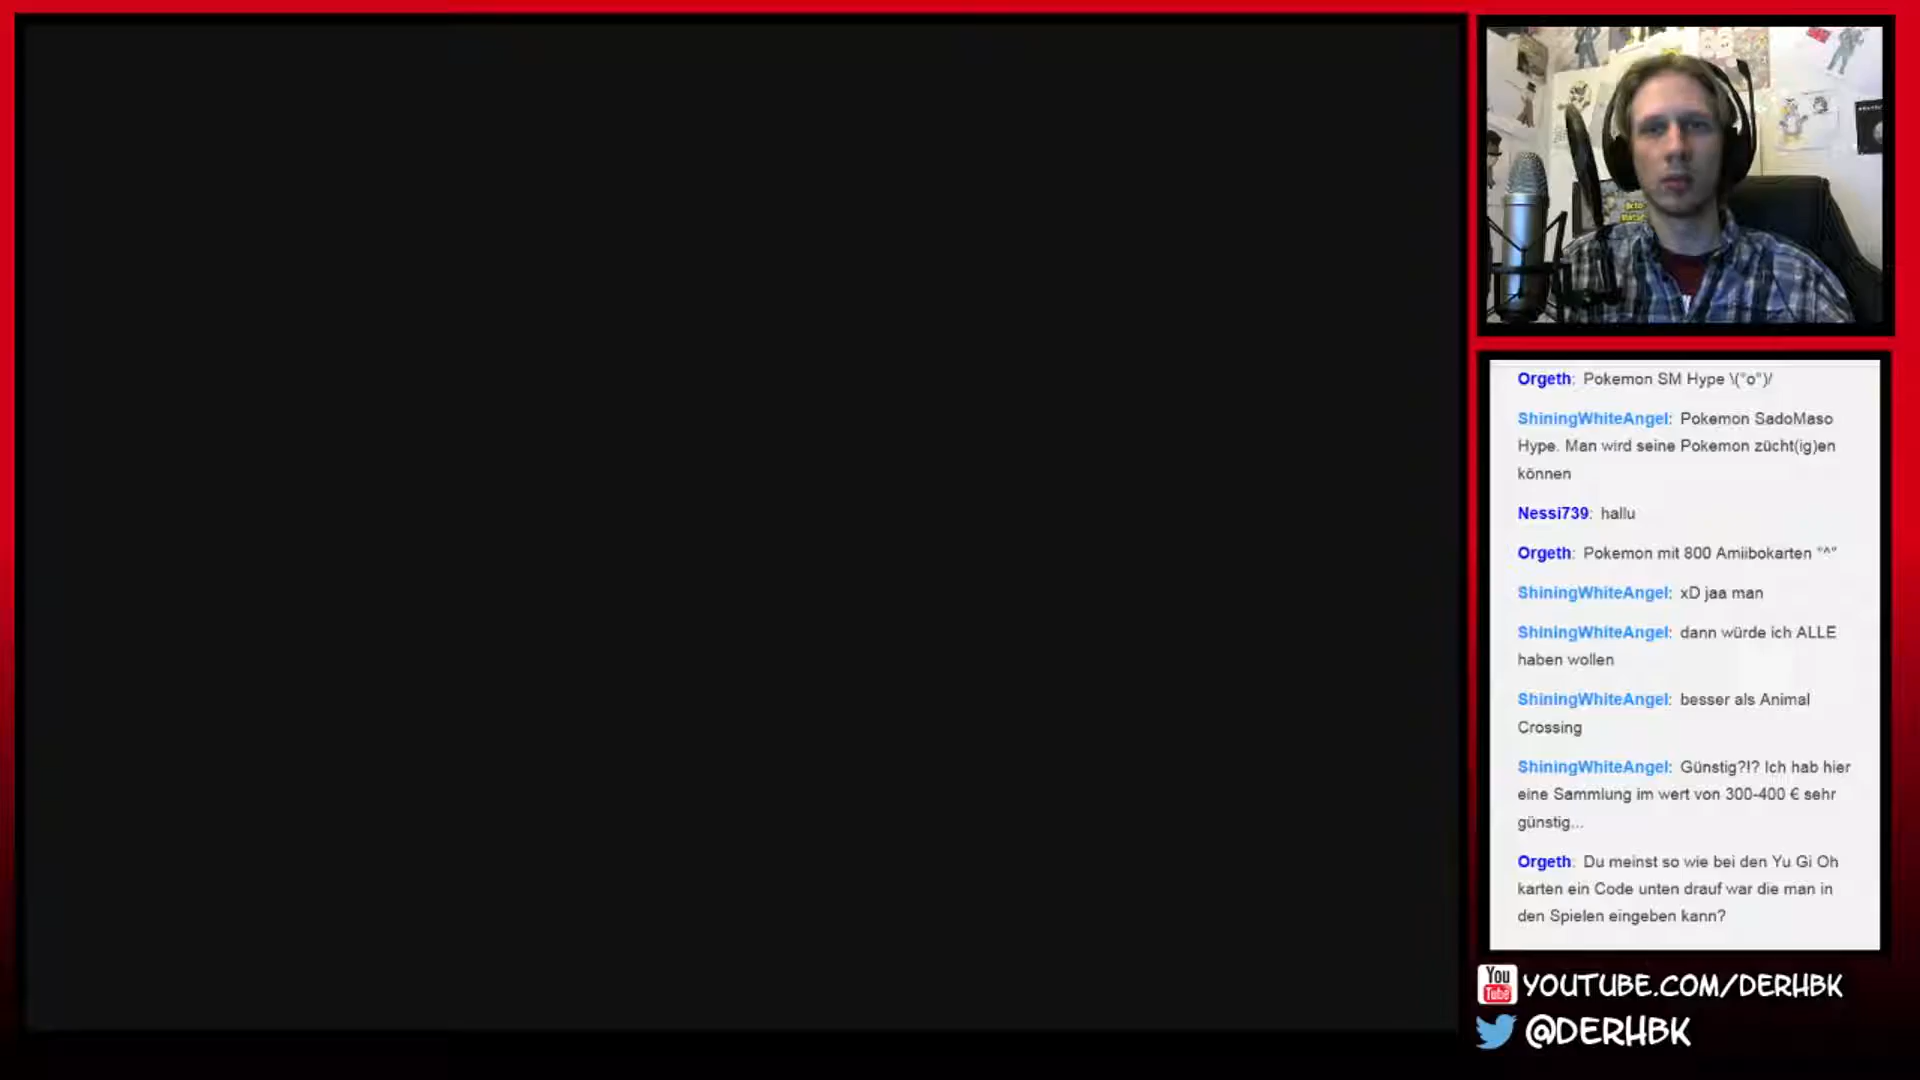 Orgeth: Pokemon SM Hype \(°o°)/
ShiningWhiteAngel: Pokemon SadoMaso
Hype. Man wird seine Pokemon zücht(ig)en
können
Nessi739: hallu
Orgeth: Pokemon mit 800 Amiibokarten °^°
ShiningWhiteAngel: xD jaa man
ShiningWhiteAngel: dann würde ich ALLE
haben wollen
ShiningWhiteAngel: besser als Animal
Crossing
ShiningWhiteAngel: Günstig?!? Ich hab hier
eine Sammlung im wert von 300-400 € sehr
günstig...
Orgeth: Du meinst so wie bei den Yu Gi Oh
karten ein Code unten drauf war die man in
den Spielen eingeben kann?
You
Tube
YOUTUBE.COM/DERHBK
@DERHBK